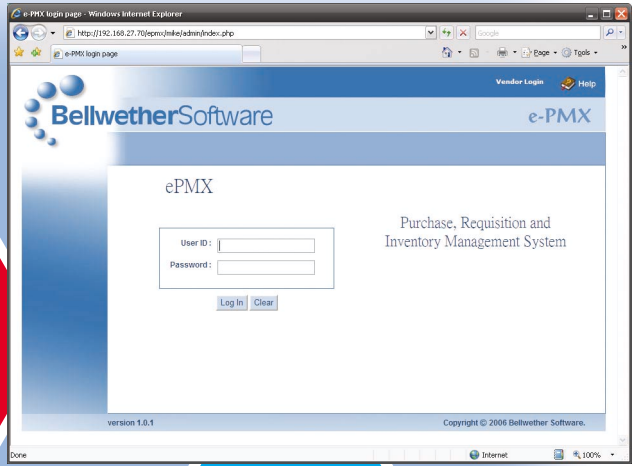 e-PMX login page - Windows Internet Explorer
http://192.168.27.70/epmx/mike/admin/index.php
Google
e-PMX login page
Page
Tools
Vender Login
Help
BellwetherSoftware
e-PMX
ePMX
Purchase, Requisition and
Inventory Management System
User ID :
Password :
Log In
Clear
version 1.0.1
Copyright © 2006 Bellwether Software.
Done
Internet
100%